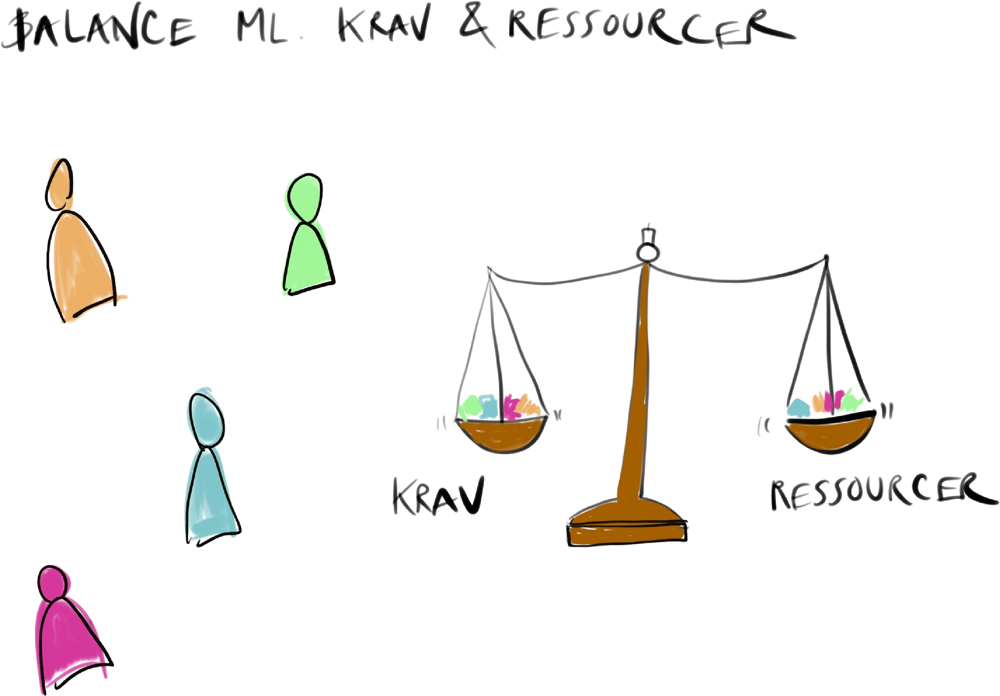 BALANCE ML. KRAV & RESSOURCER
KRAV
RESSOURCER